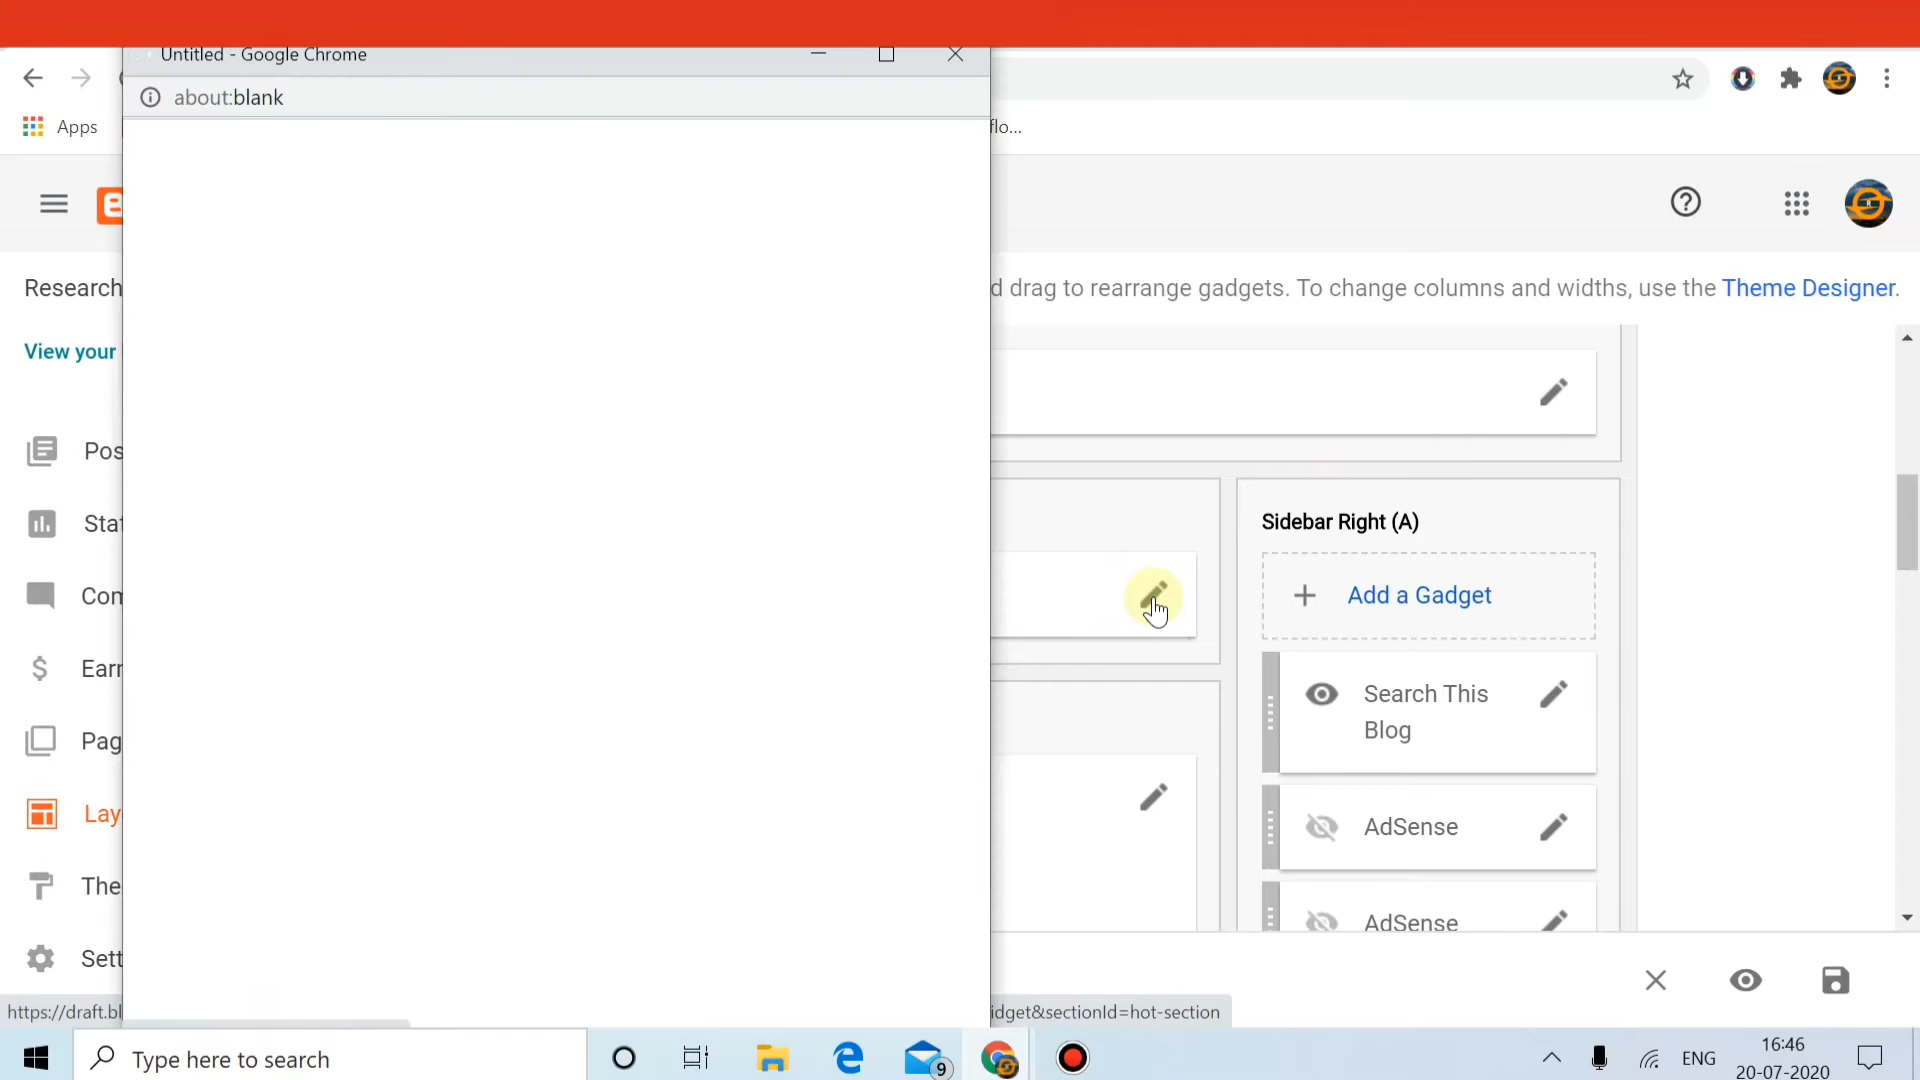 Untitled - Google Chrome
about:blank
Apps
flo...
Research
d drag to rearrange gadgets. To change columns and widths, use the Theme Designer.
View your
Pos
Stat
Com
Earn
Pag
Lay
The
Sett
Sidebar Right (A)
Add a Gadget
Search This
Blog
AdSense
AdSense
https://draft.bl
idget&sectionId=hot-section
Type here to search
9
ENG
16:46
20-07-2020